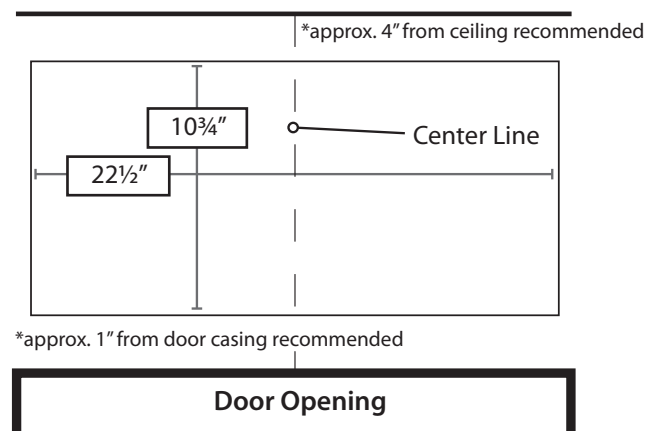 *approx. 4” from ceiling recommended
10¾”
Center Line
22½”
*approx. 1” from door casing recommended
Door Opening